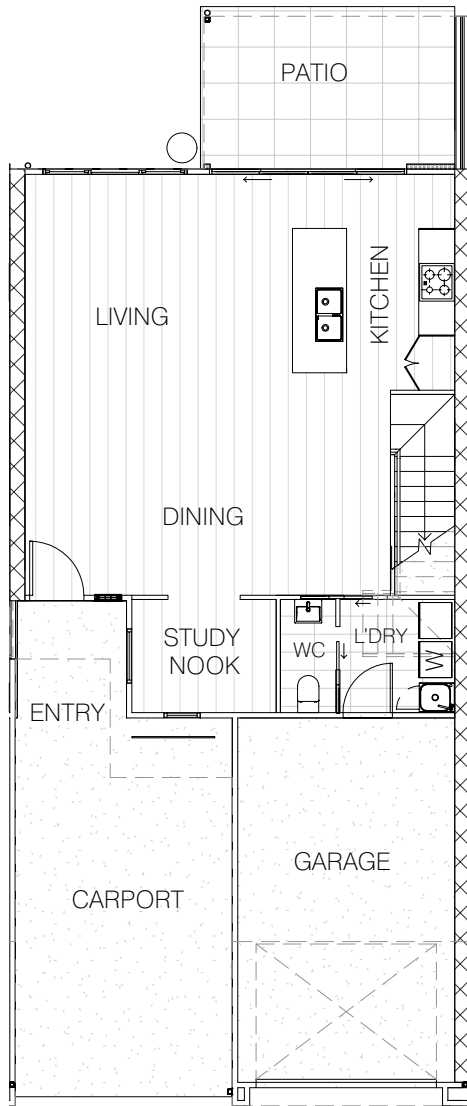 PATIO
LIVING
KITCHEN
DINING
STUDY
NOOK
WC
L'DRY
W
ENTRY
GARAGE
CARPORT